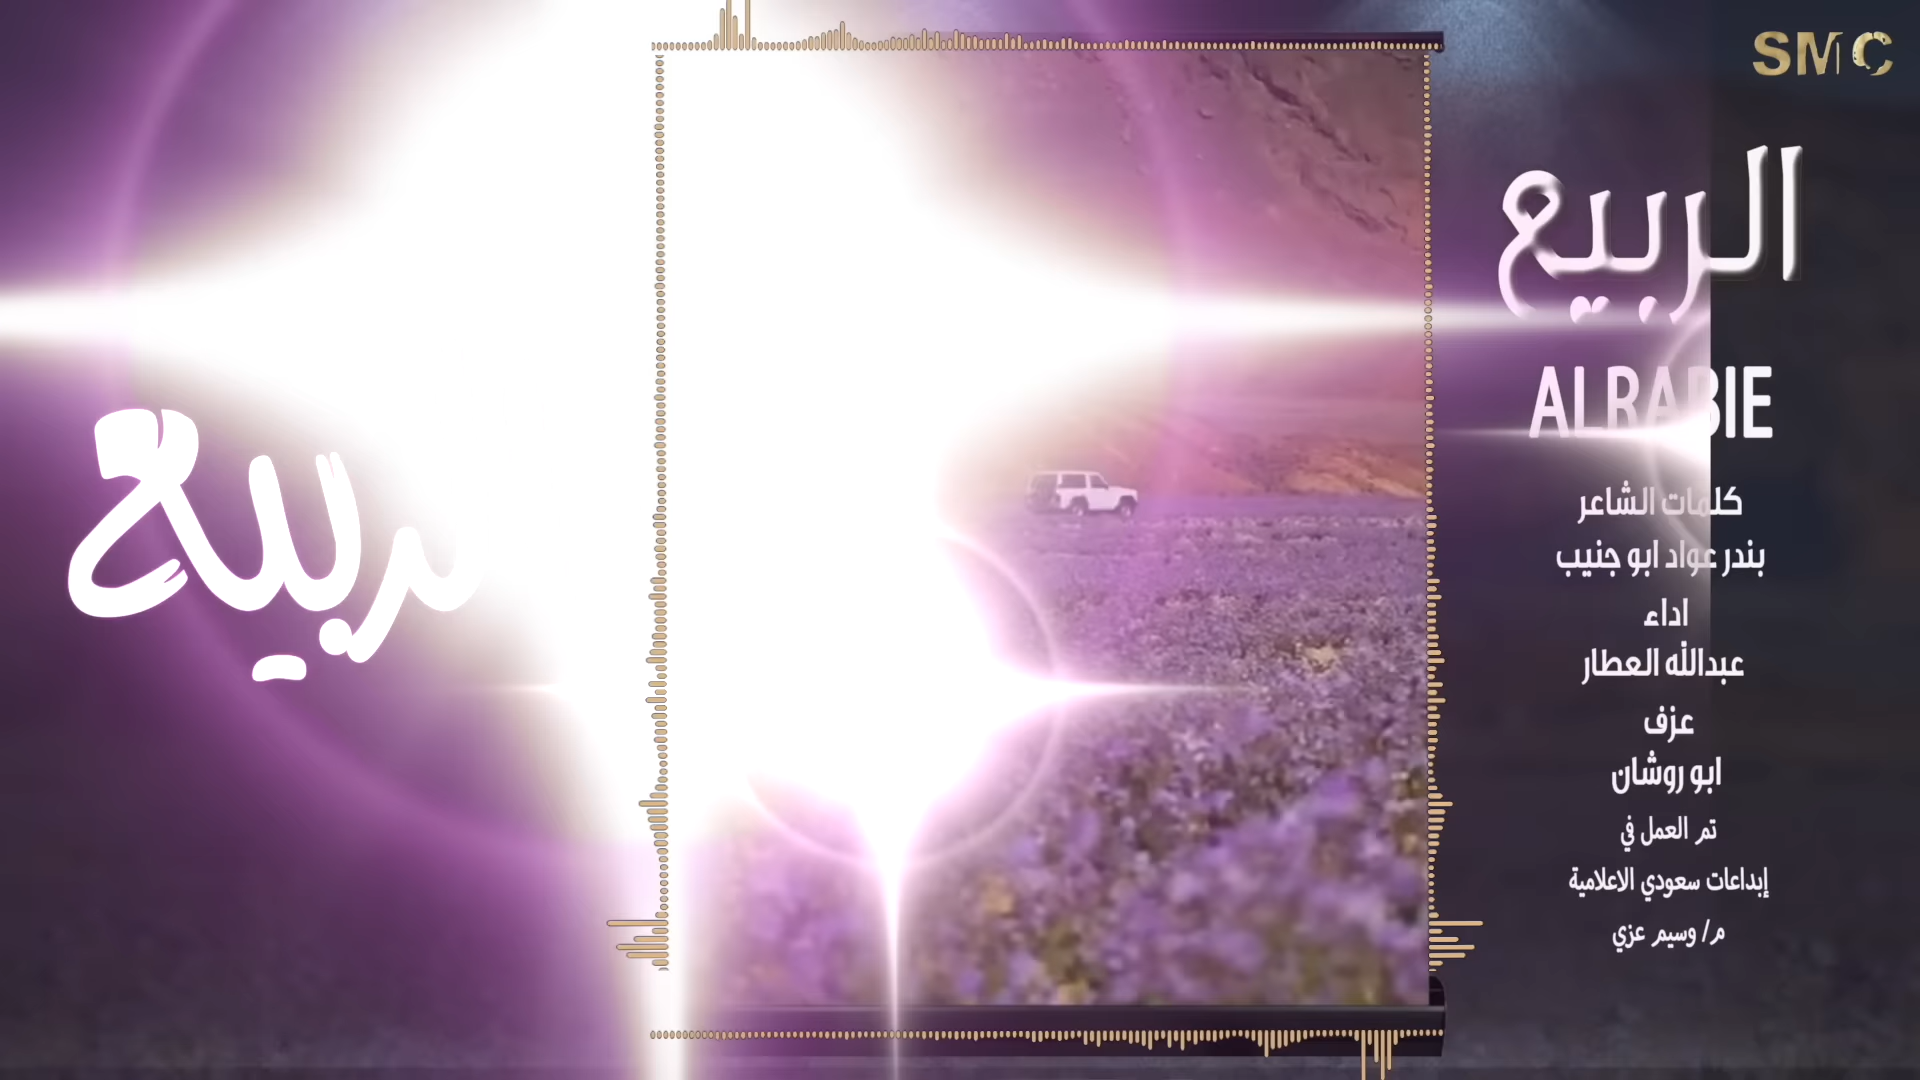 SMC
الربيع
ALRABIE
كلمات الشاعر
بندر عواد ابو جنيب
اداء
عبدالله العطار
عزف
ابو روشان
تم العمل في
إبداعات سعودي الاعلامية
م/ وسيم عزي